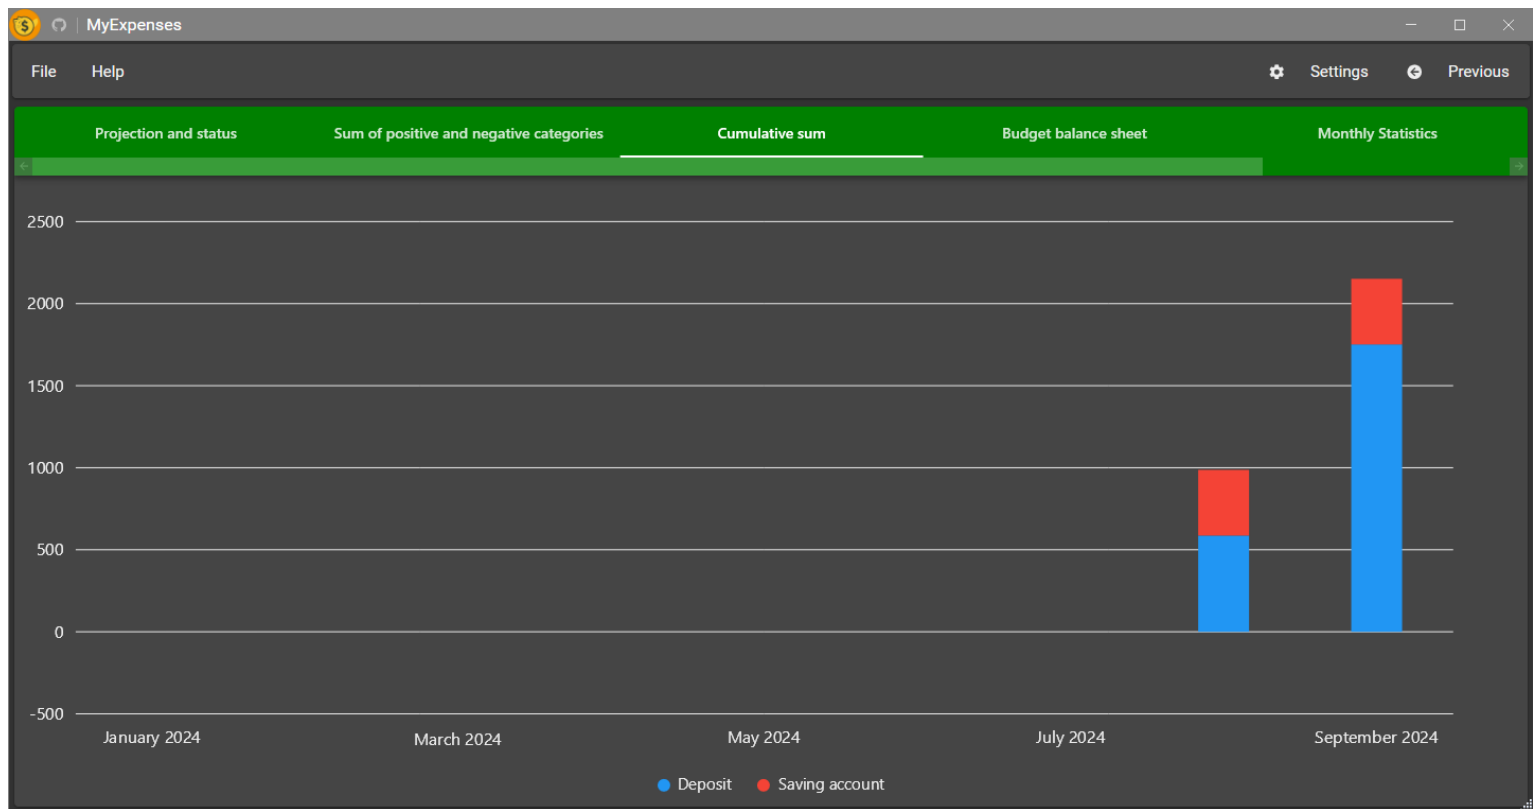 MyExpenses
File Help Settings Previous
Projection and status Sum of positive and negative categories Cumulative sum Budget balance sheet Monthly Statistics
2500
2000
1500
1000
500
0
-500
January 2024 March 2024 May 2024 July 2024 September 2024
Deposit Saving account